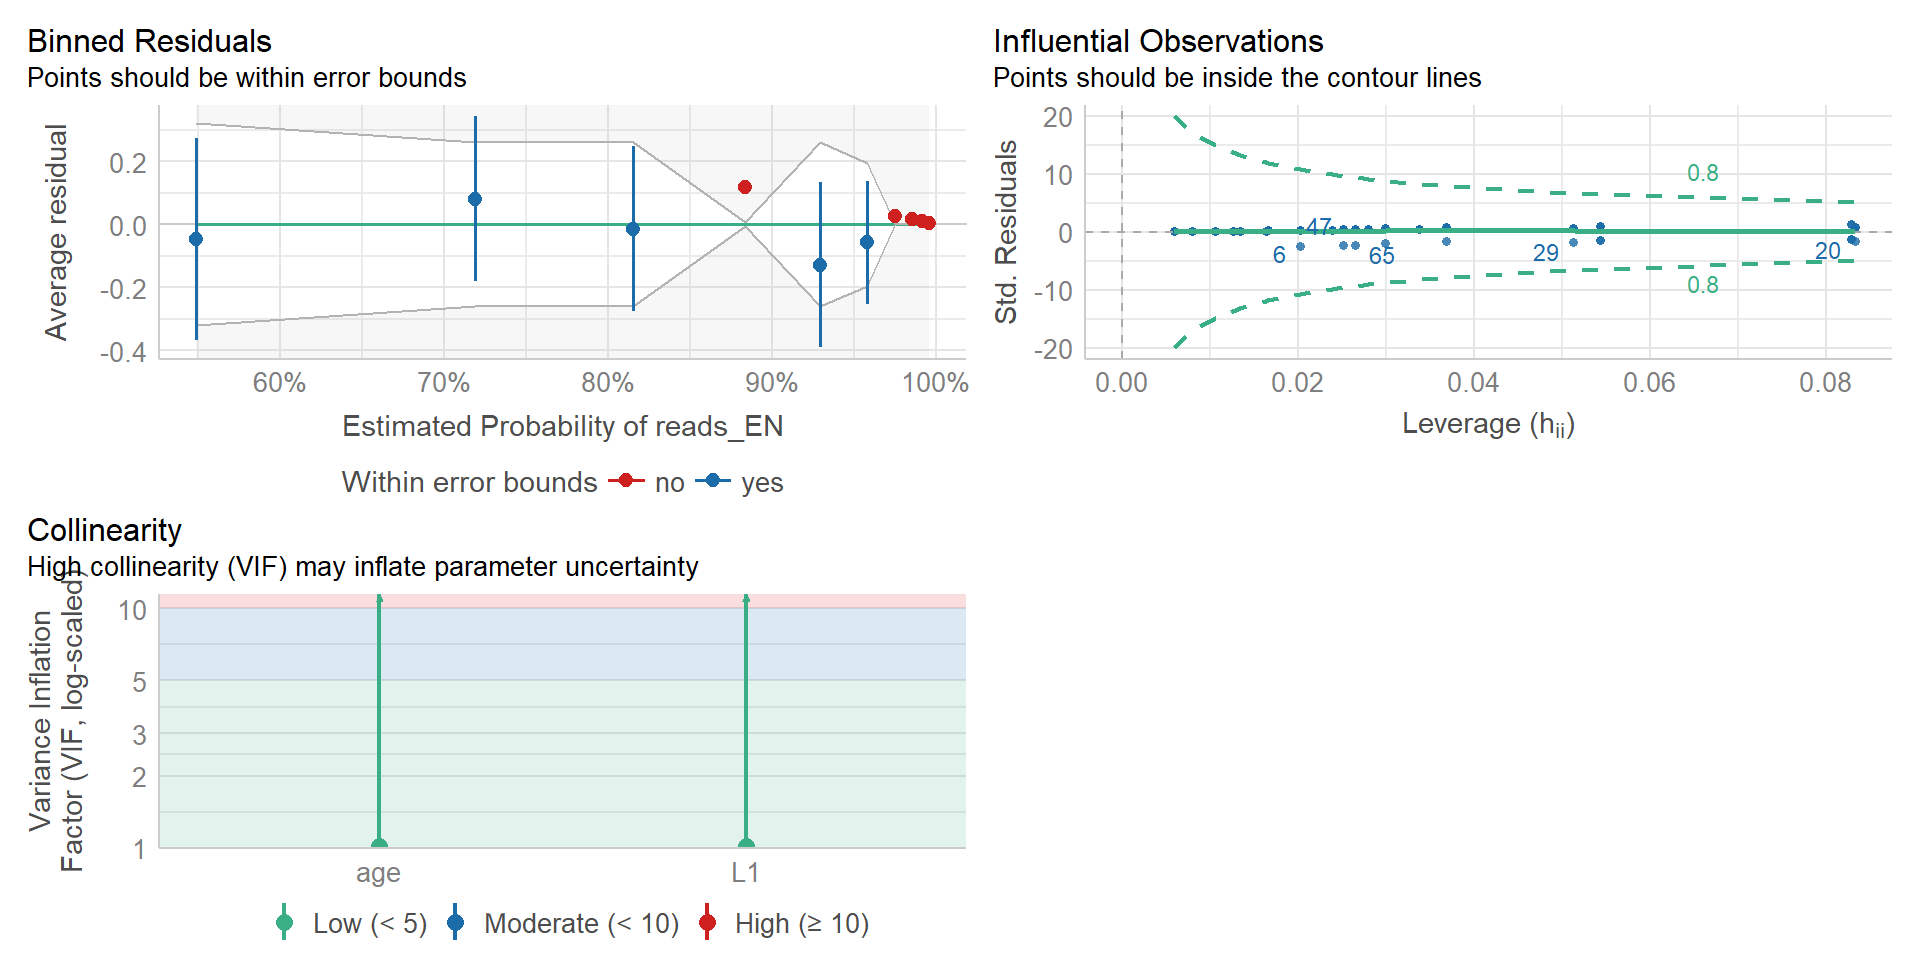 Binned Residuals
Points should be within error bounds
Average residual
0.2
0.0
-0.2
-0.4
60%
70%
80%
90%
100%
Estimated Probability of reads_EN
Within error bounds
no
yes
Influential Observations
Points should be inside the contour lines
Std. Residuals
20
10
0
-10
-20
0.8
0.8
47
6
65
29
20
0.00
0.02
0.04
0.06
0.08
Leverage (hii)
Collinearity
High collinearity (VIF) may inflate parameter uncertainty
Variance Inflation
Factor (VIF, log-scaled)
10
5
3
2
1
age
L1
Low (< 5)
Moderate (< 10)
High (≥ 10)